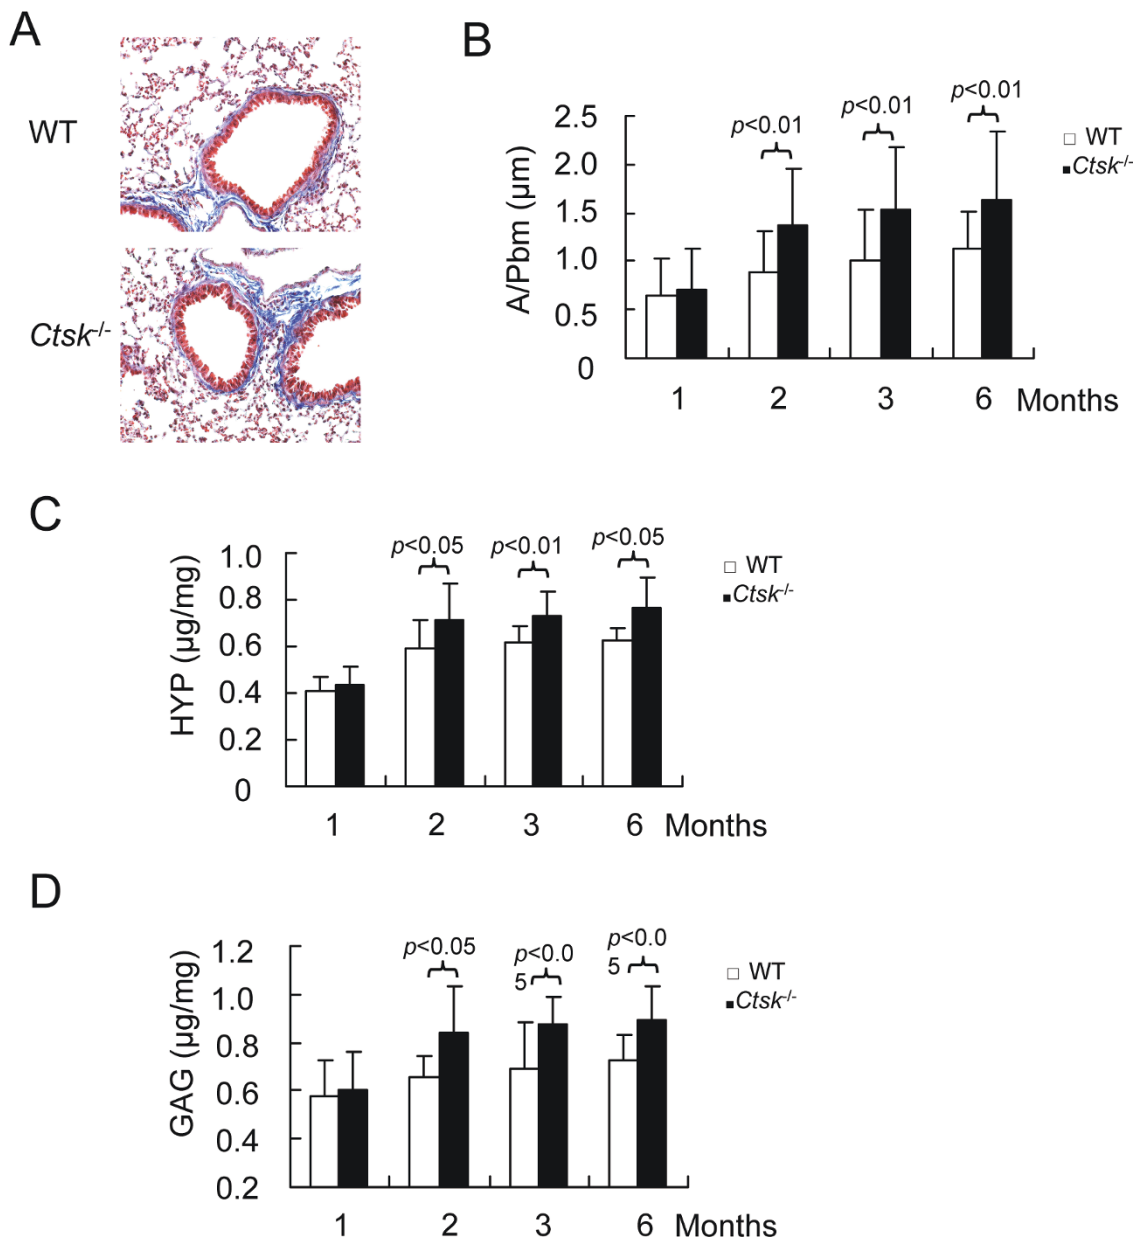 A
WT
Ctsk-/-
B
p<0.01
p<0.01
p<0.01
2.5
2.0
1.5
1.0
0.5
0
A/Pbm (µm)
□ WT
■Ctsk-/-
1 2 3 6 Months
C
p<0.05
p<0.01
p<0.05
1.0
0.8
0.6
0.4
0.2
0
HYP (µg/mg)
□ WT
■Ctsk-/-
1 2 3 6 Months
D
p<0.05
p<0.0
5
p<0.0
5
1.2
1.0
0.8
0.6
0.4
0.2
GAG (µg/mg)
□ WT
■Ctsk-/-
1 2 3 6 Months